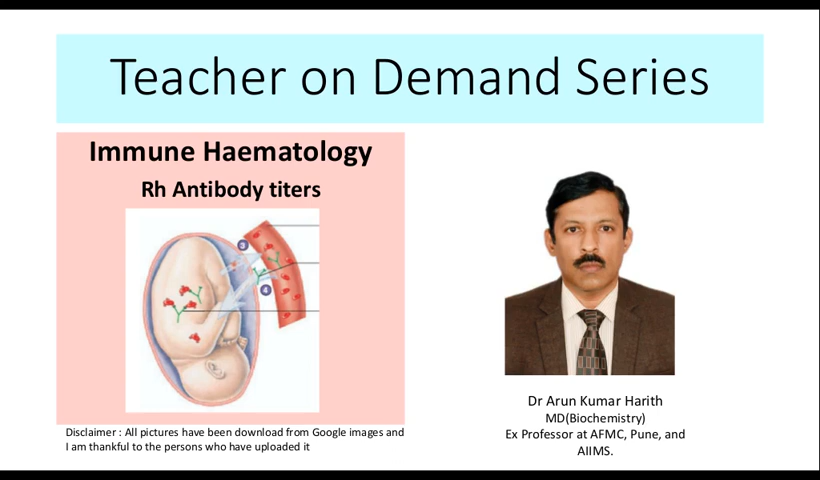 Teacher on Demand Series
Immune Haematology
Rh Antibody titers
3
4
Disclaimer : All pictures have been download from Google images and
I am thankful to the persons who have uploaded it
Dr Arun Kumar Harith
MD(Biochemistry)
Ex Professor at AFMC, Pune, and
AIIMS.